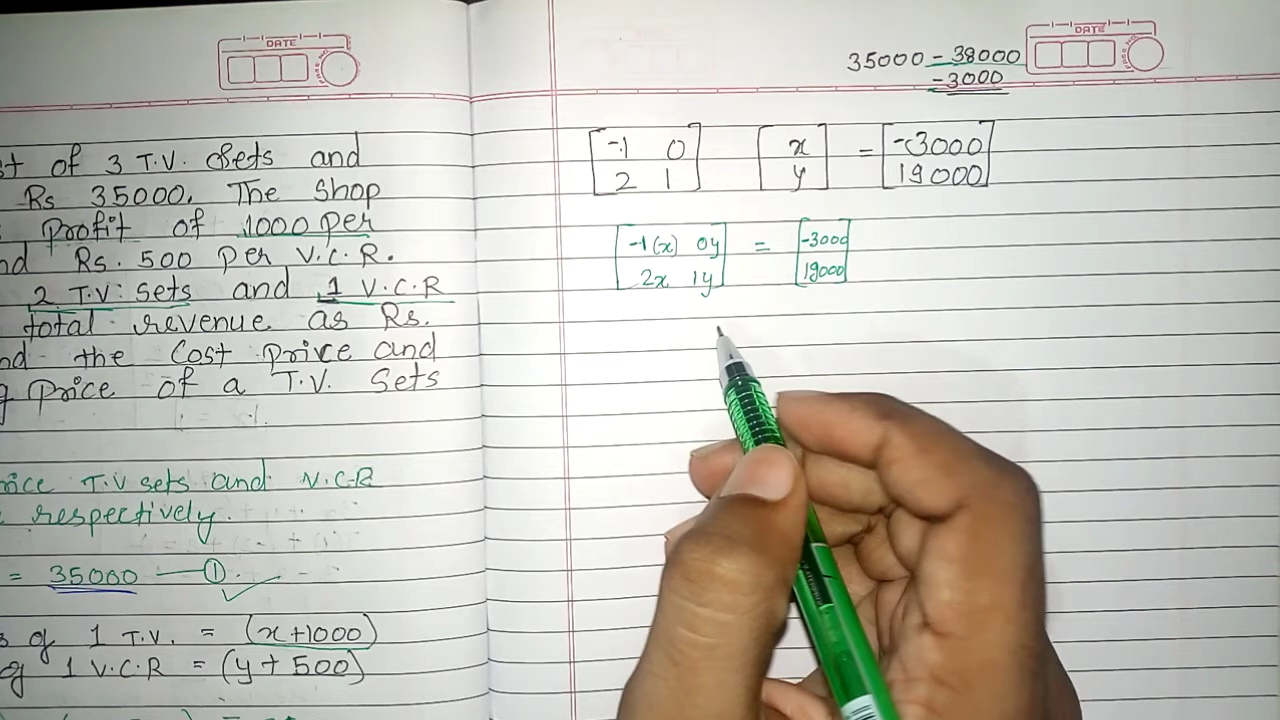 DATE
st of 3 T.V. Sets and
Rs 35000. The Shop
Profit of 1000 per
nd Rs. 500 Per V.C.R.
2 T.V. Sets and 1 V.C.R
total revenue as Rs.
nd the Cost price and
g price of a T.V. Sets
rice T.V sets and V.C.R
respectively.
= 35000 — ①
s of 1 T.V. = (x+1000)
of 1 V.C.R = (y+500)
DATE
35000 - 38000
-3000
-1 0 x = -3000
2 1 y 19000
-1(x) 0y = -3000
2x 1y 19000